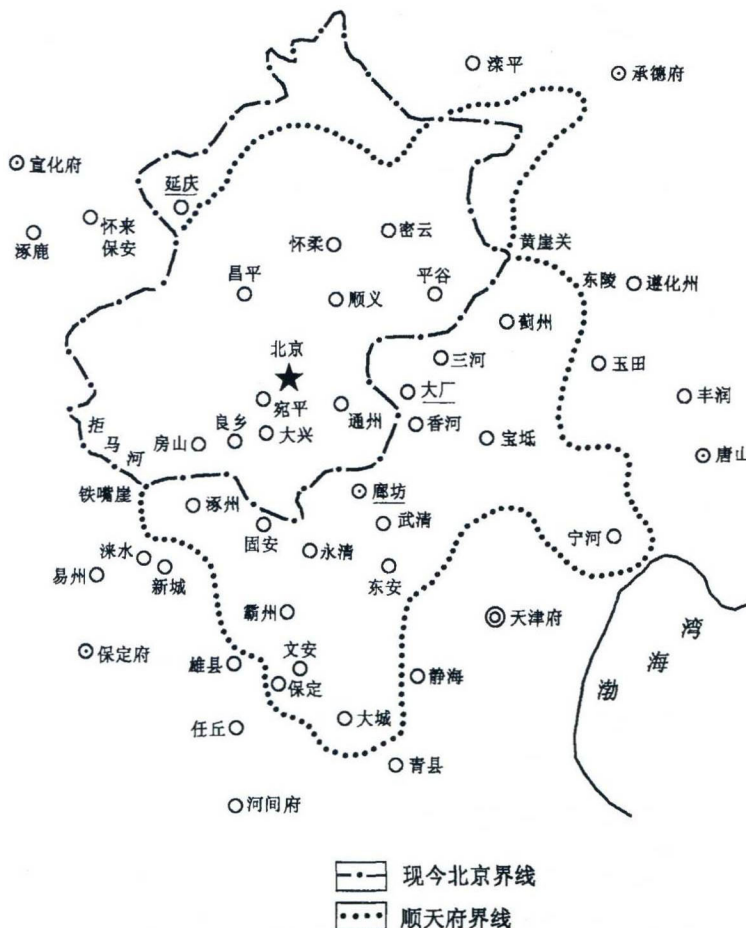 滦平
承德府
宣化府
延庆
怀来
保安
涿鹿
怀柔
密云
黄崖关
昌平
顺义
平谷
东陵
遵化州
蓟州
北京
三河
玉田
大厂
丰润
宛平
通州
香河
拒马河
良乡
大兴
宝坻
房山
唐山
铁嘴崖
廊坊
涿州
武清
固安
宁河
涞水
永清
易州
新城
东安
霸州
天津府
渤海湾
保定府
雄县
文安
保定
静海
任丘
大城
青县
河间府
现今北京界线
顺天府界线